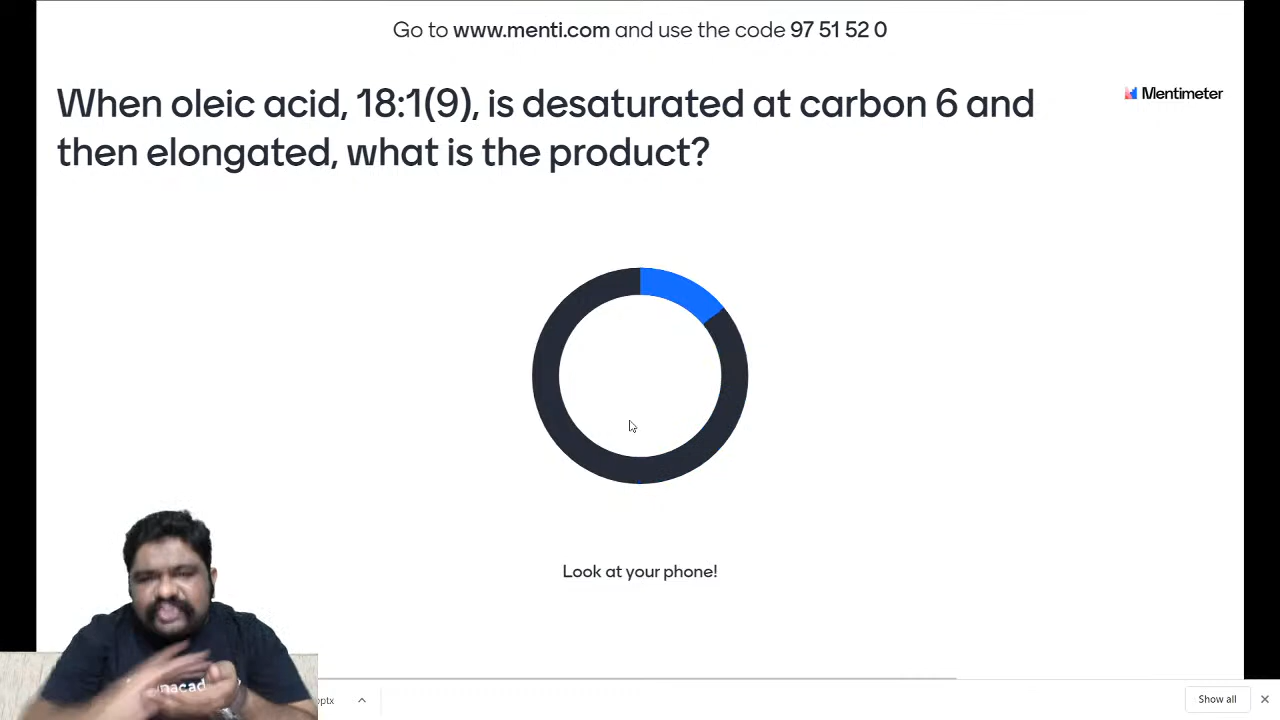 Go to www.menti.com and use the code 97 51 52 0
When oleic acid, 18:1(9), is desaturated at carbon 6 and
then elongated, what is the product?
Mentimeter
Look at your phone!
nacad
pptx
Show all